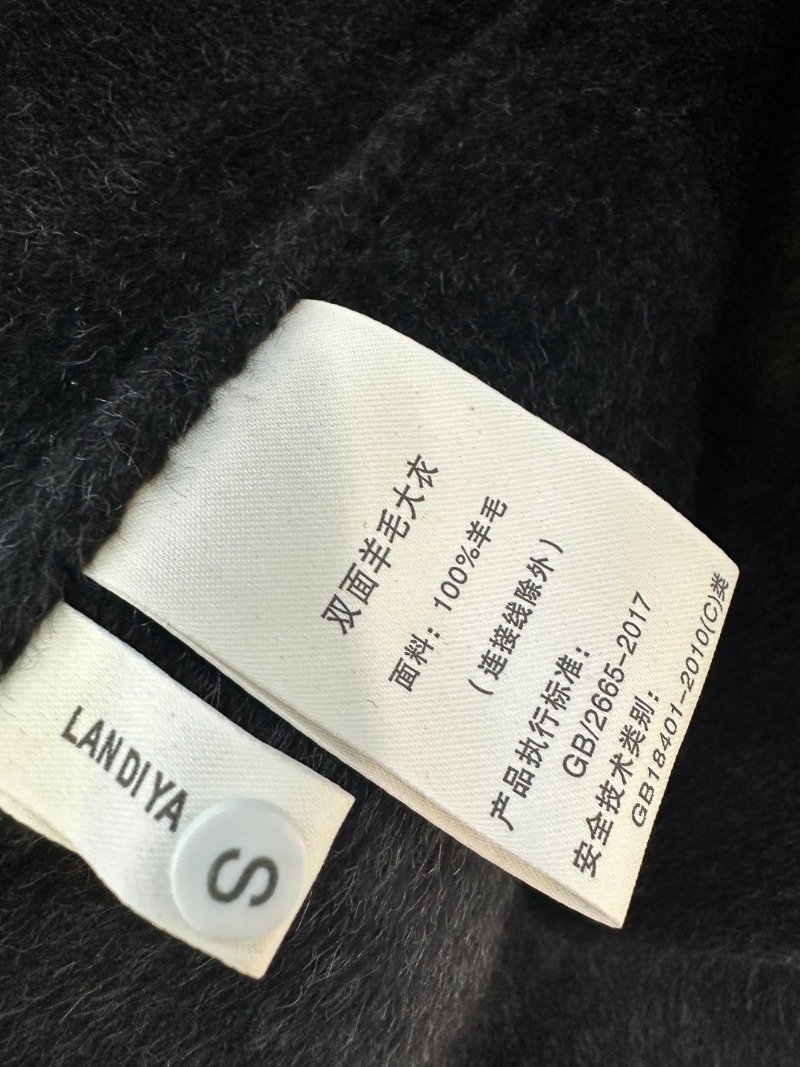 双面羊毛大衣
面料：100%羊毛
（连接线除外）
产品执行标准：
GB/2665-2017
安全技术类别：
GB18401-2010(C)类
LANDIYA
S